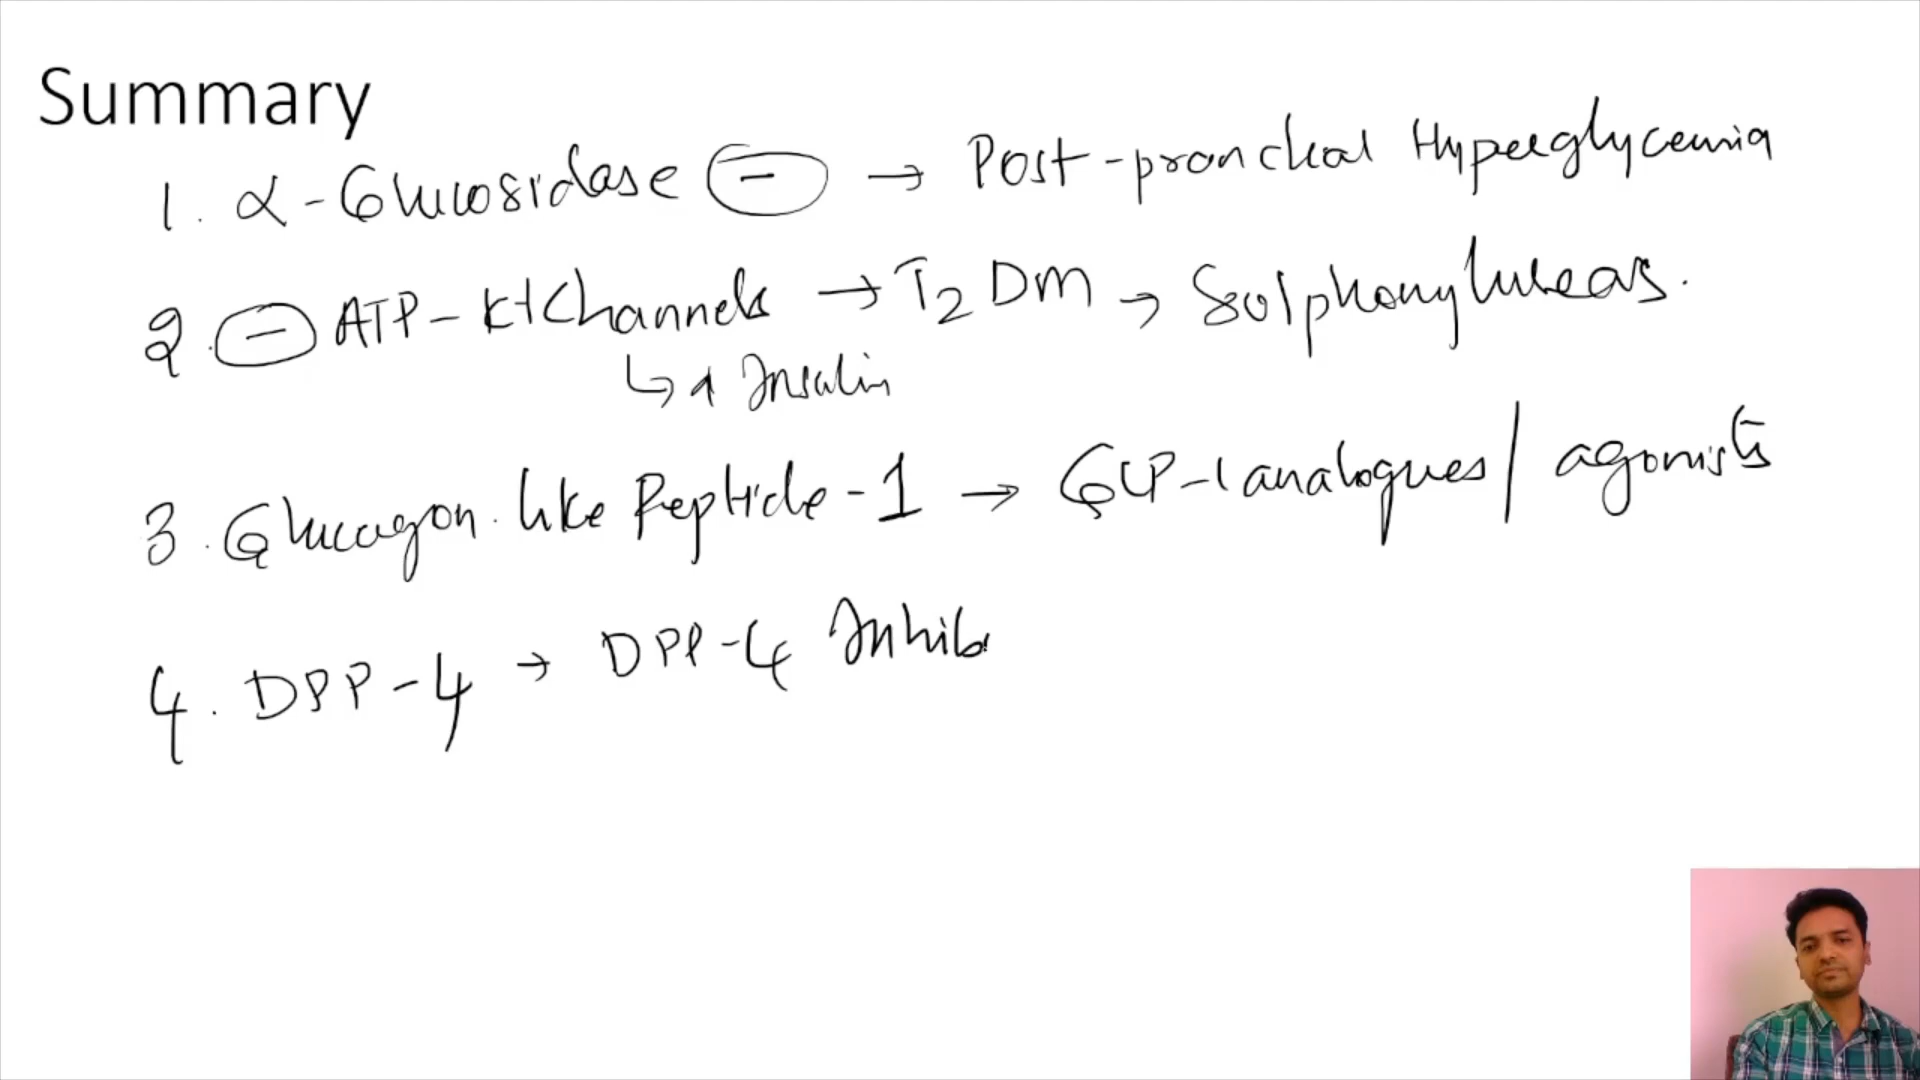 Summary
1. α-Glucosidase ⊖ → Post-prandial Hyperglycemia
2. ⊖ ATP-K+Channels → T2DM → Sulphonylureas.
↳ ↑ Insulin
3. Glucagon like Peptide-1 → GLP-1 analogues/agonists
4. DPP-4 → DPP-4 Inhib